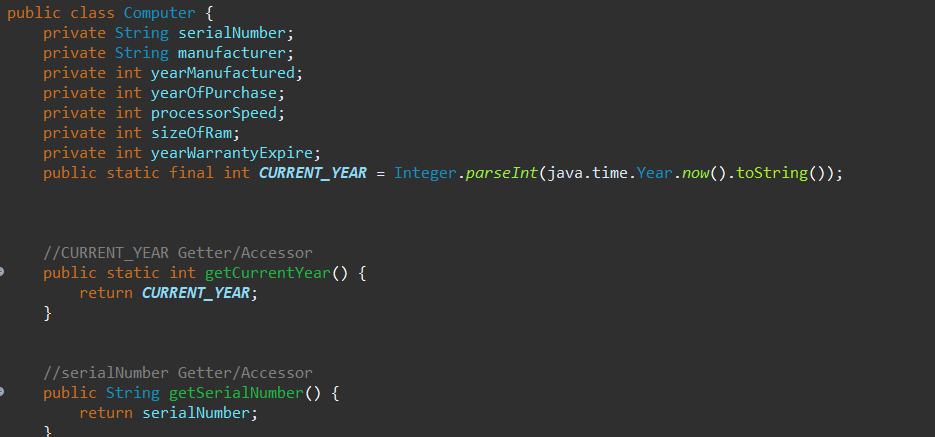 public class Computer {
    private String serialNumber;
    private String manufacturer;
    private int yearManufactured;
    private int yearOfPurchase;
    private int processorSpeed;
    private int sizeOfRam;
    private int yearWarrantyExpire;
    public static final int CURRENT_YEAR = Integer.parseInt(java.time.Year.now().toString());
    //CURRENT_YEAR Getter/Accessor
    public static int getCurrentYear() {
        return CURRENT_YEAR;
    }
    //serialNumber Getter/Accessor
    public String getSerialNumber() {
        return serialNumber;
    }